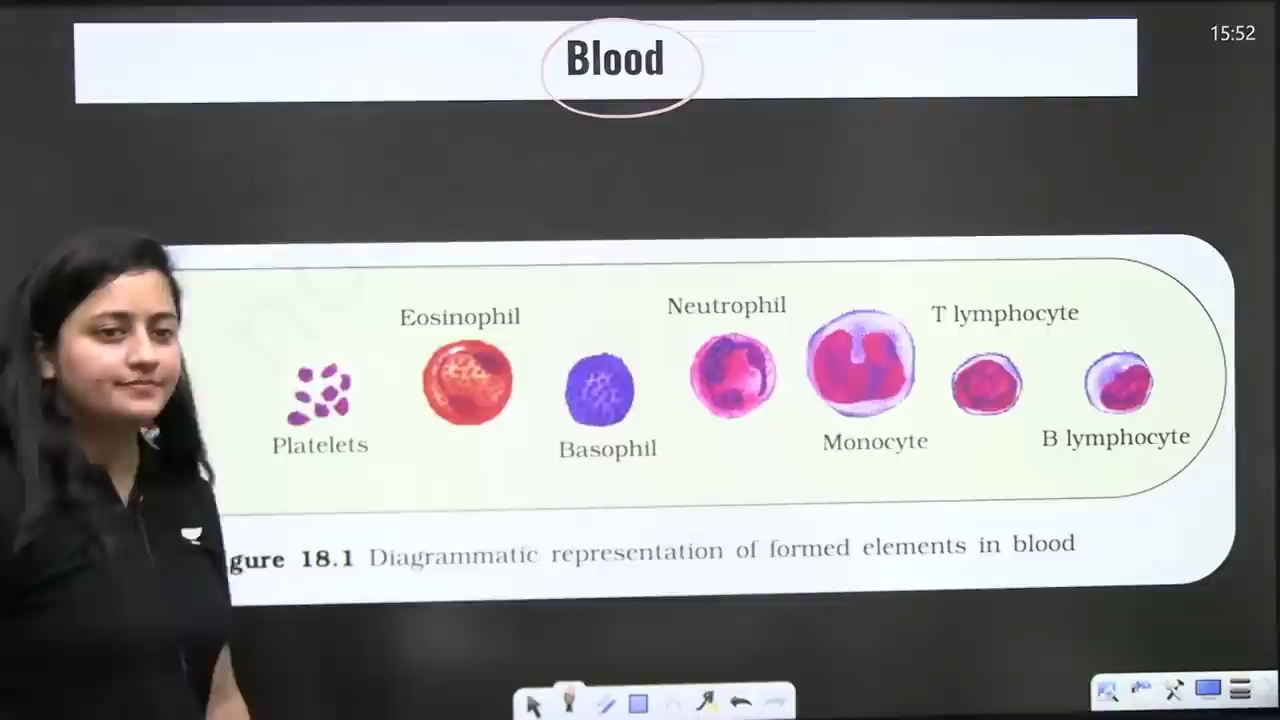 Blood
15:52
Neutrophil
T lymphocyte
Eosinophil
Platelets
Basophil
Monocyte
B lymphocyte
gure 18.1 Diagrammatic representation of formed elements in blood